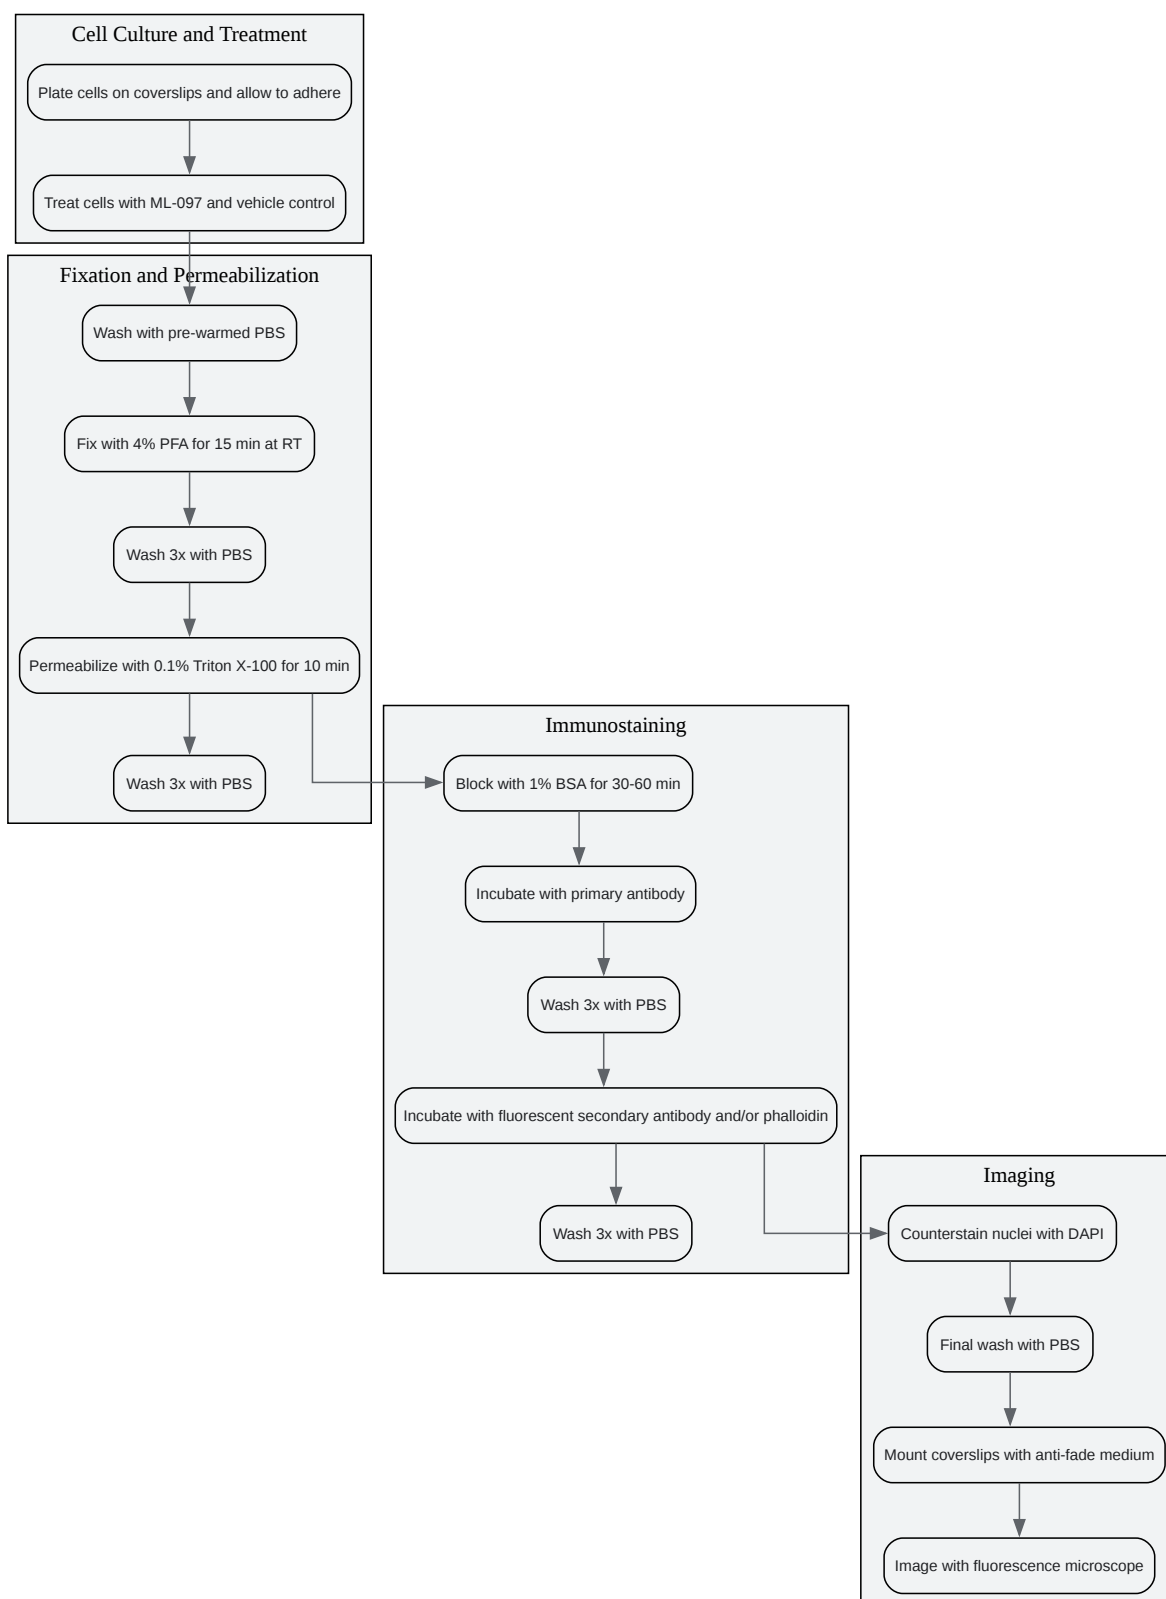 Cell Culture and Treatment
Plate cells on coverslips and allow to adhere
Treat cells with ML-097 and vehicle control
Fixation and Permeabilization
Wash with pre-warmed PBS
Fix with 4% PFA for 15 min at RT
Wash 3x with PBS
Permeabilize with 0.1% Triton X-100 for 10 min
Wash 3x with PBS
Immunostaining
Block with 1% BSA for 30-60 min
Incubate with primary antibody
Wash 3x with PBS
Incubate with fluorescent secondary antibody and/or phalloidin
Wash 3x with PBS
Imaging
Counterstain nuclei with DAPI
Final wash with PBS
Mount coverslips with anti-fade medium
Image with fluorescence microscope